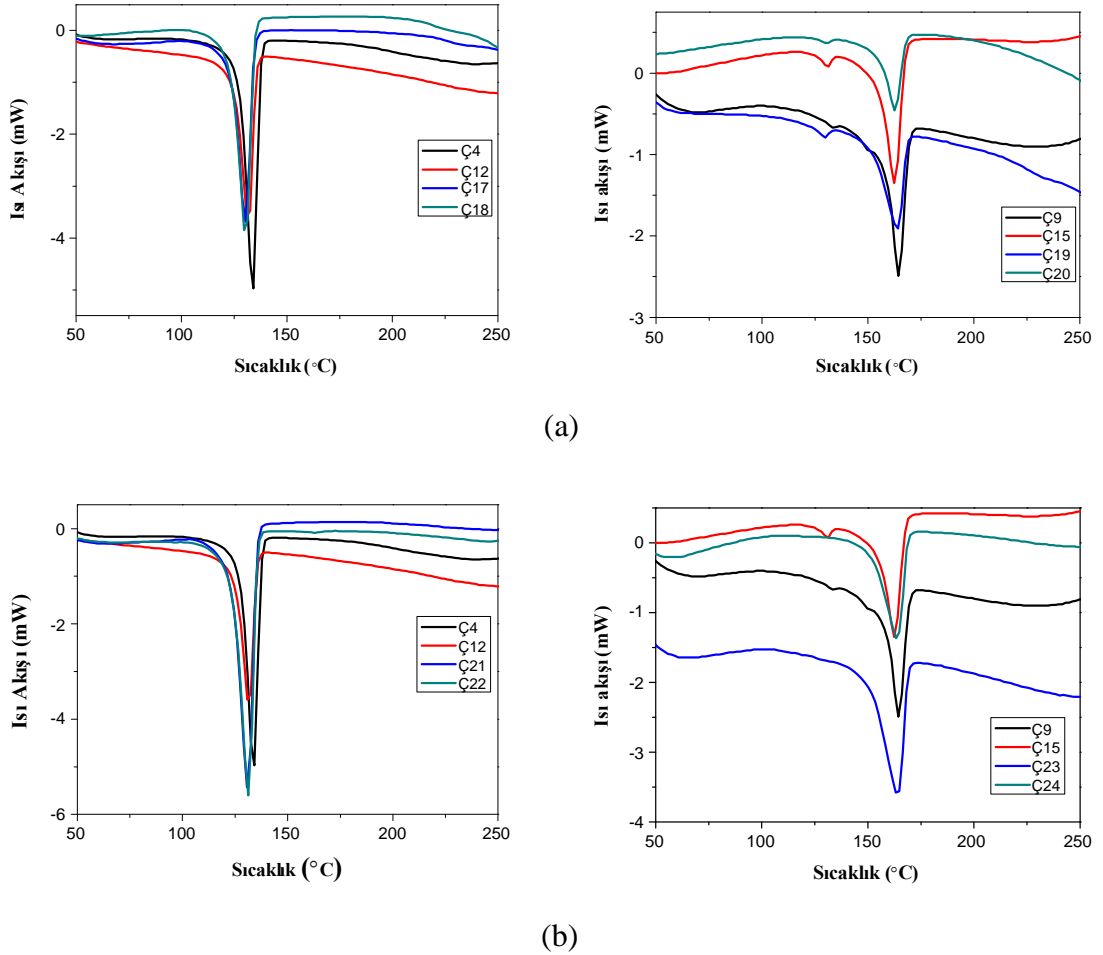 0
-2
-4
50
100
150
200
250
Isı Akışı (mW)
Sıcaklık (°C)
Ç4
Ç12
Ç17
Ç18
0
-1
-2
-3
50
100
150
200
250
Isı akışı (mW)
Sıcaklık (°C)
Ç9
Ç15
Ç19
Ç20
(a)
0
-2
-4
-6
50
100
150
200
250
Isı Akışı (mW)
Sıcaklık (°C)
Ç4
Ç12
Ç21
Ç22
0
-1
-2
-3
-4
50
100
150
200
250
Isı akışı (mW)
Sıcaklık (°C)
Ç9
Ç15
Ç23
Ç24
(b)